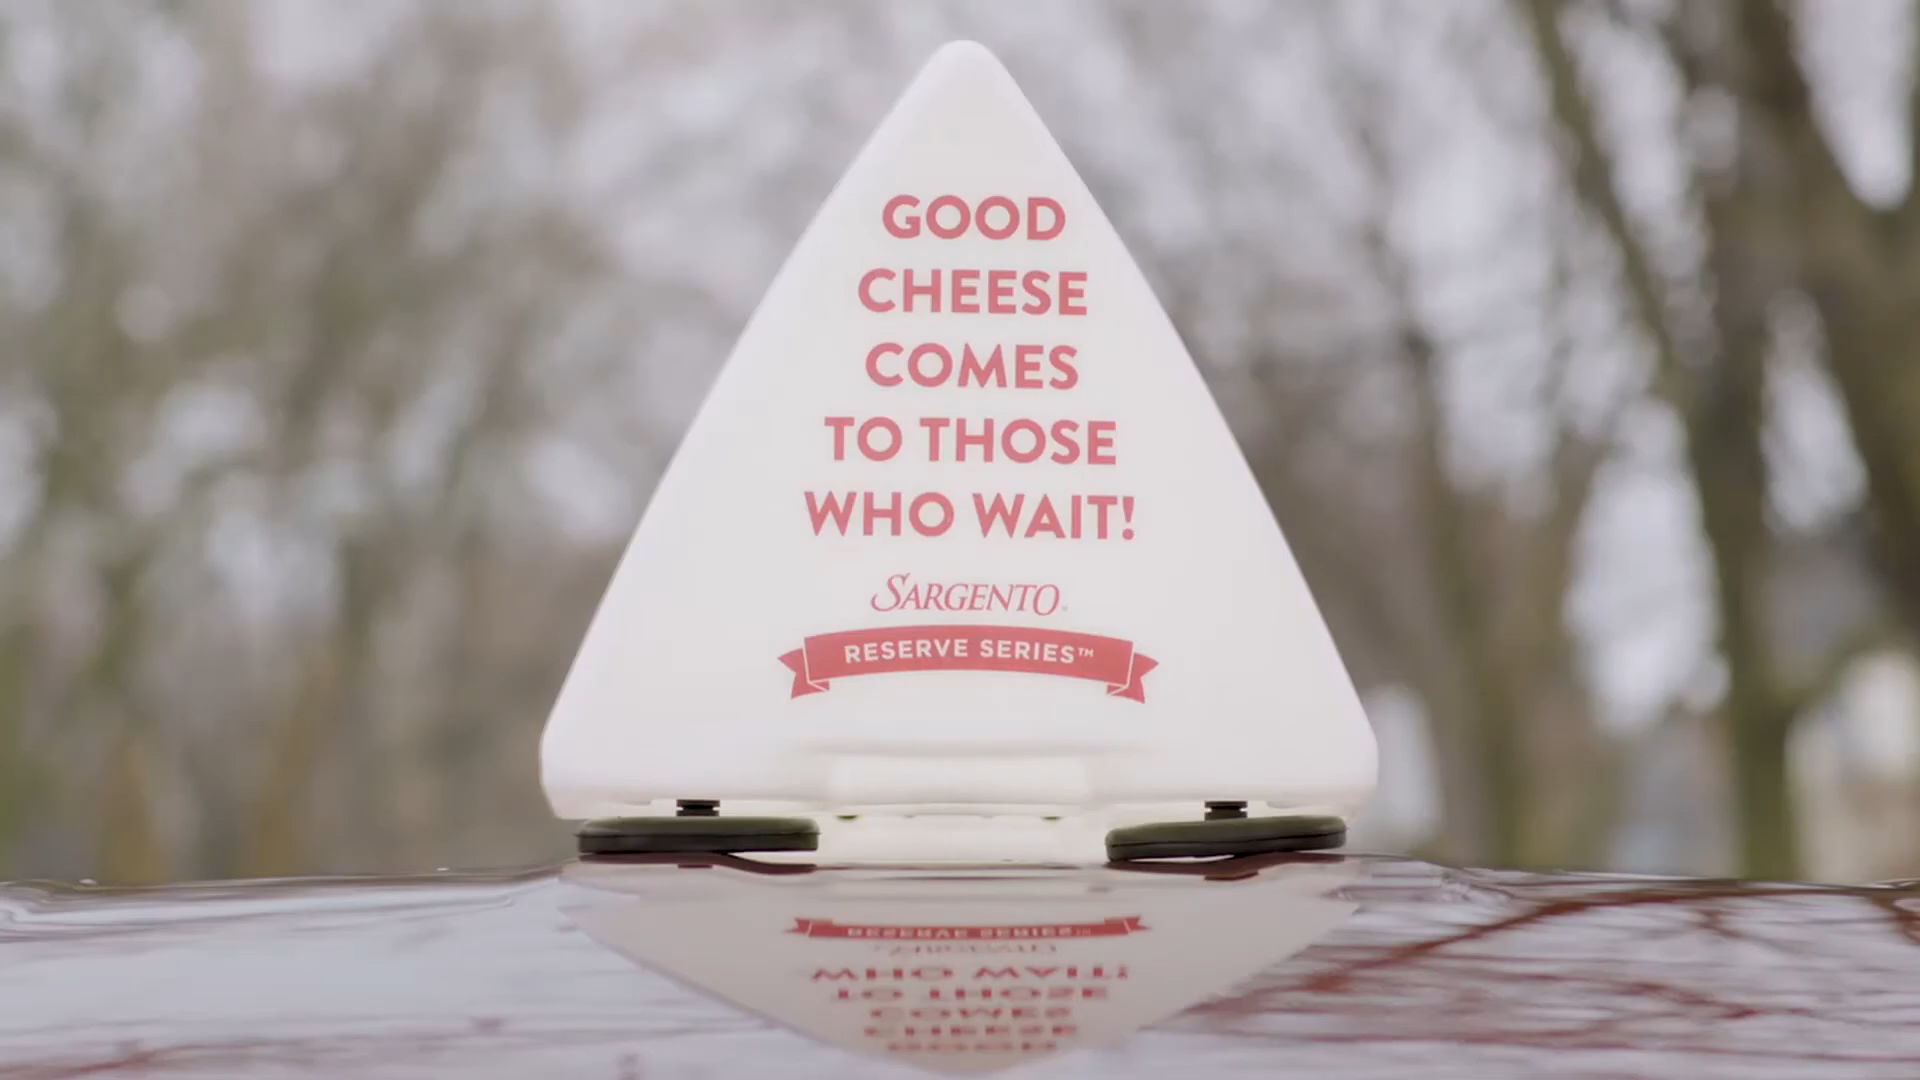 GOOD
CHEESE
COMES
TO THOSE
WHO WAIT!
SARGENTO
RESERVE SERIES™